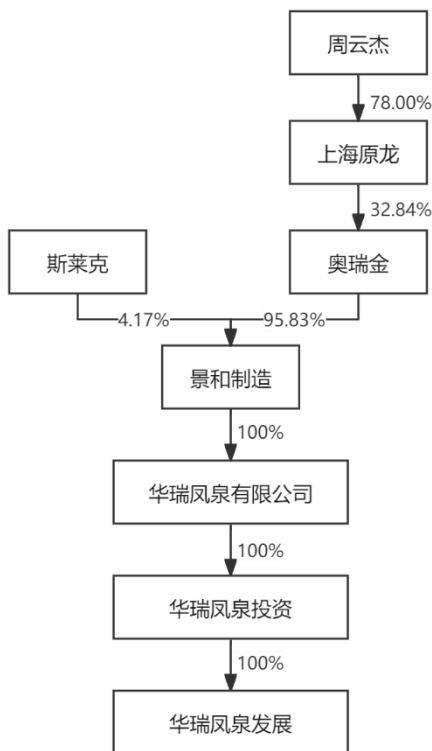 周云杰
78.00%
上海原龙
32.84%
斯莱克
奥瑞金
4.17%
95.83%
景和制造
100%
华瑞凤泉有限公司
100%
华瑞凤泉投资
100%
华瑞凤泉发展